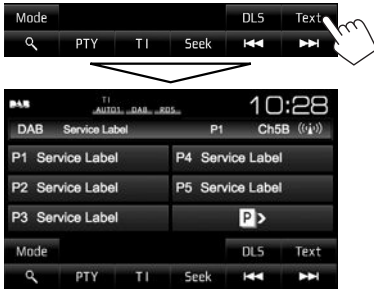 Mode DLS Text
PTY TI Seek
DAB TI 10:28
AUTO1 DAB RDS
DAB Service Label P1 Ch5B
P1 Service Label P4 Service Label
P2 Service Label P5 Service Label
P3 Service Label P
Mode DLS Text
PTY TI Seek